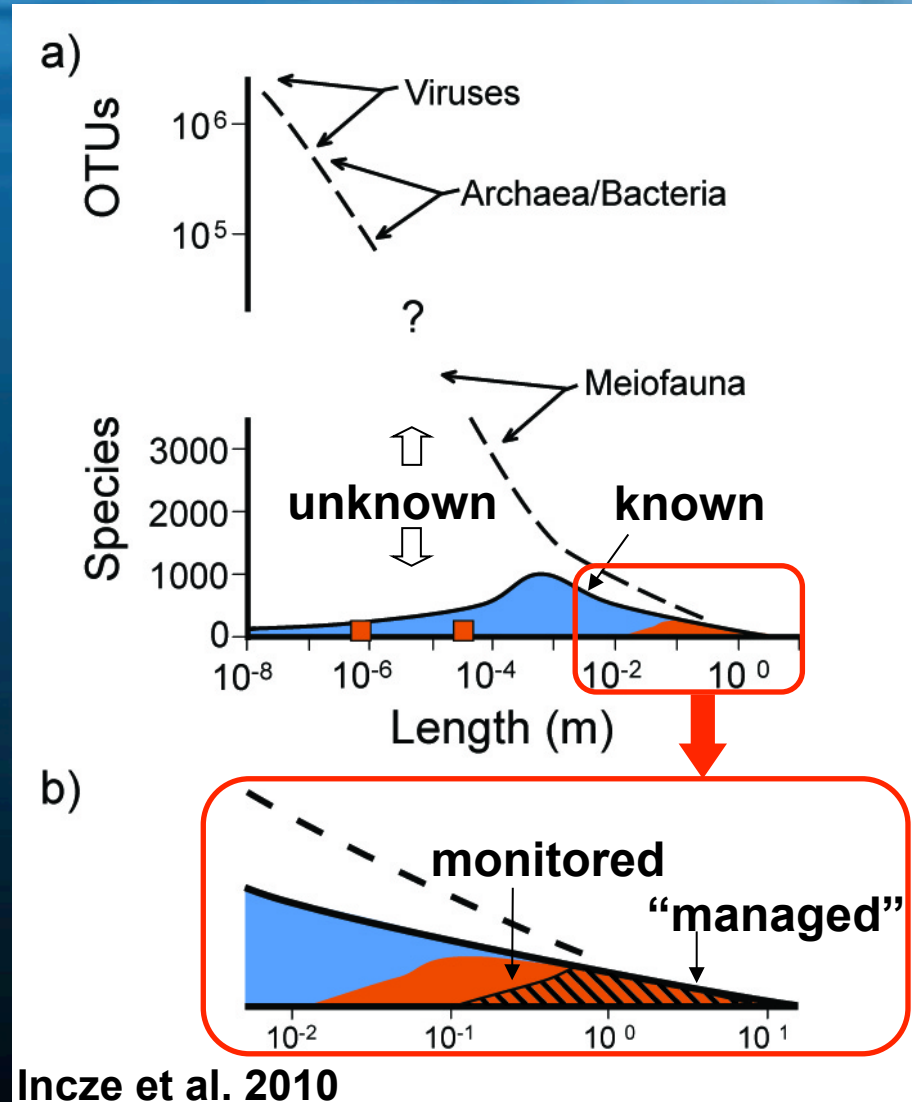 a)
OTUs
10⁶
10⁵
Viruses
Archaea/Bacteria
?
Meiofauna
Species
3000
2000
1000
0
unknown
known
10⁻⁸ 10⁻⁶ 10⁻⁴ 10⁻² 10⁰
Length (m)
b)
monitored
“managed”
10⁻² 10⁻¹ 10⁰ 10¹
Incze et al. 2010